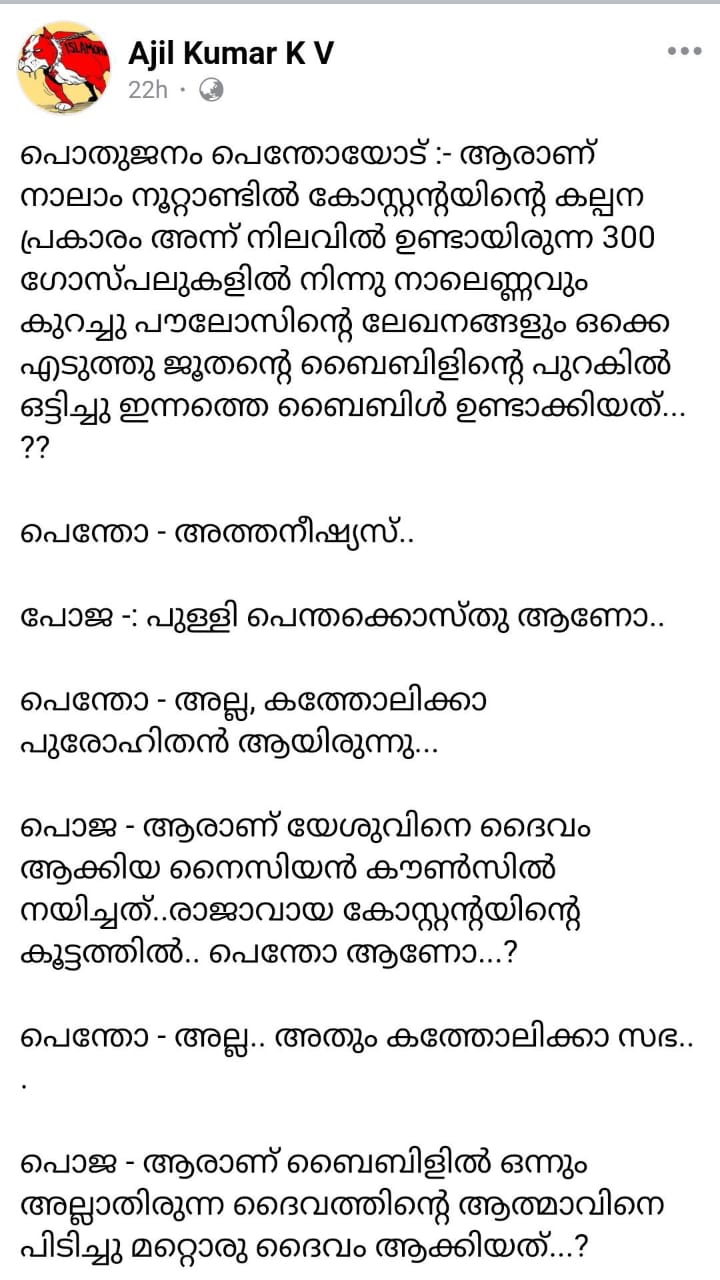 ISLAMOPH
Ajil Kumar K V
22h
പൊതുജനം പെന്തോയോട് :- ആരാണ്
നാലാം നൂറ്റാണ്ടിൽ കോസ്റ്റന്റയിന്റെ കല്പന
പ്രകാരം അന്ന് നിലവിൽ ഉണ്ടായിരുന്ന 300
ഗോസ്പലുകളിൽ നിന്നു നാലെണ്ണവും
കുറച്ചു പൗലോസിന്റെ ലേഖനങ്ങളും ഒക്കെ
എടുത്തു ജൂതന്റെ ബൈബിളിന്റെ പുറകിൽ
ഒട്ടിച്ചു ഇന്നത്തെ ബൈബിൾ ഉണ്ടാക്കിയത്...
??
പെന്തോ - അത്തനീഷ്യസ്..
പോജ -: പുള്ളി പെന്തക്കൊസ്തു ആണോ..
പെന്തോ - അല്ല, കത്തോലിക്കാ
പുരോഹിതൻ ആയിരുന്നു...
പൊജ - ആരാണ് യേശുവിനെ ദൈവം
ആക്കിയ നൈസിയൻ കൗൺസിൽ
നയിച്ചത്..രാജാവായ കോസ്റ്റന്റയിന്റെ
കൂട്ടത്തിൽ.. പെന്തോ ആണോ...?
പെന്തോ - അല്ല.. അതും കത്തോലിക്കാ സഭ..
.
പൊജ - ആരാണ് ബൈബിളിൽ ഒന്നും
അല്ലാതിരുന്ന ദൈവത്തിന്റെ ആത്മാവിനെ
പിടിച്ചു മറ്റൊരു ദൈവം ആക്കിയത്...?